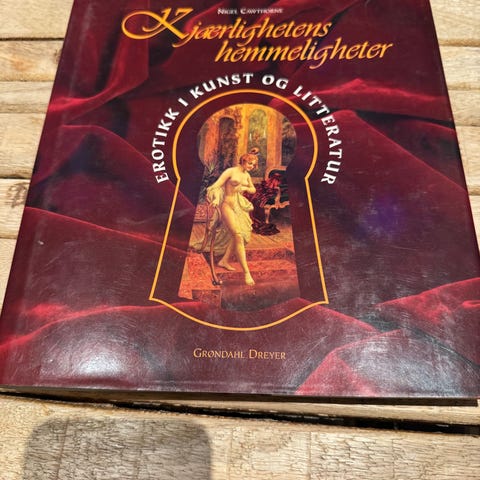 Nigel Cawthorne
Kjærlighetens
hemmeligheter
EROTIKK I KUNST OG LITTERATUR
Grøndahl Dreyer